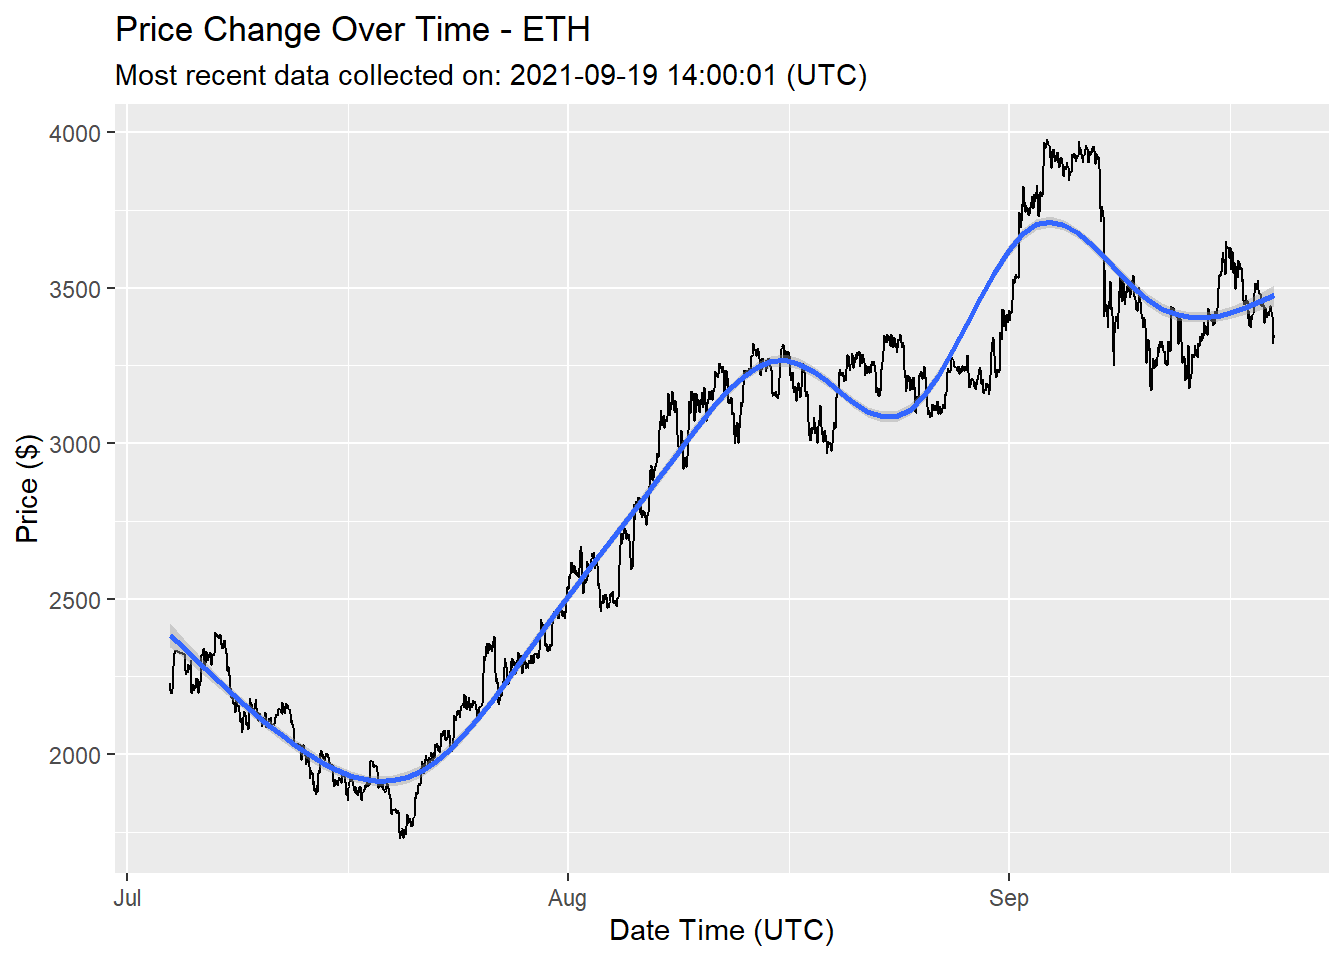 Price Change Over Time - ETH
Most recent data collected on: 2021-09-19 14:00:01 (UTC)
4000
3500
3000
2500
2000
Price ($)
Jul
Aug
Sep
Date Time (UTC)